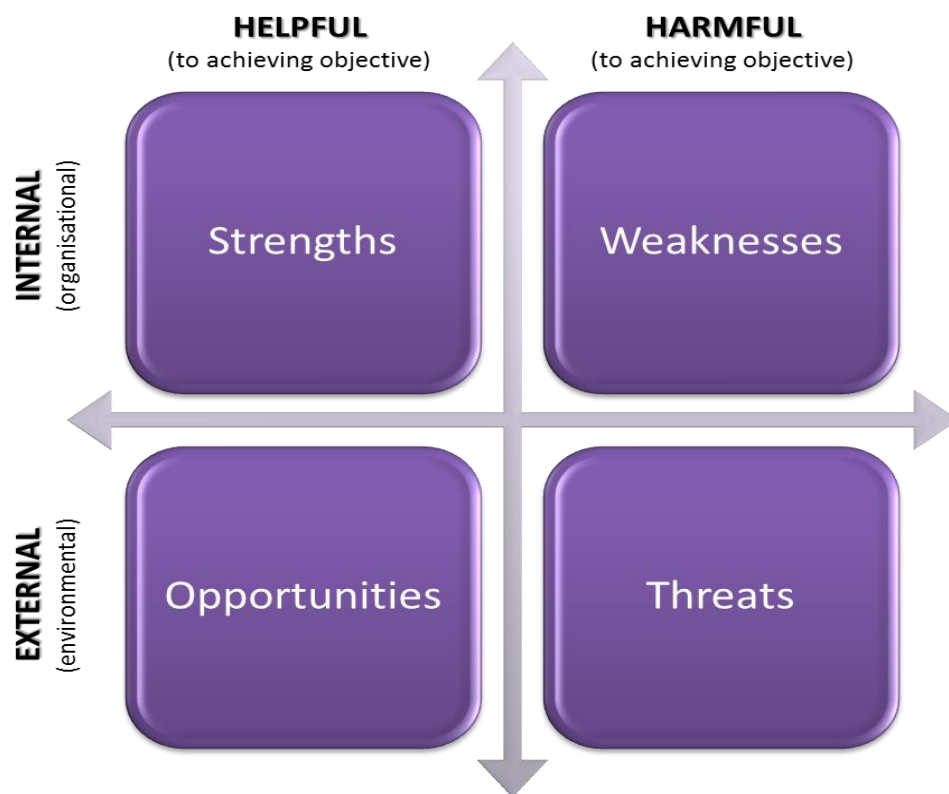 HELPFUL
(to achieving objective)
HARMFUL
(to achieving objective)
INTERNAL
(organisational)
Strengths
Weaknesses
EXTERNAL
(environmental)
Opportunities
Threats